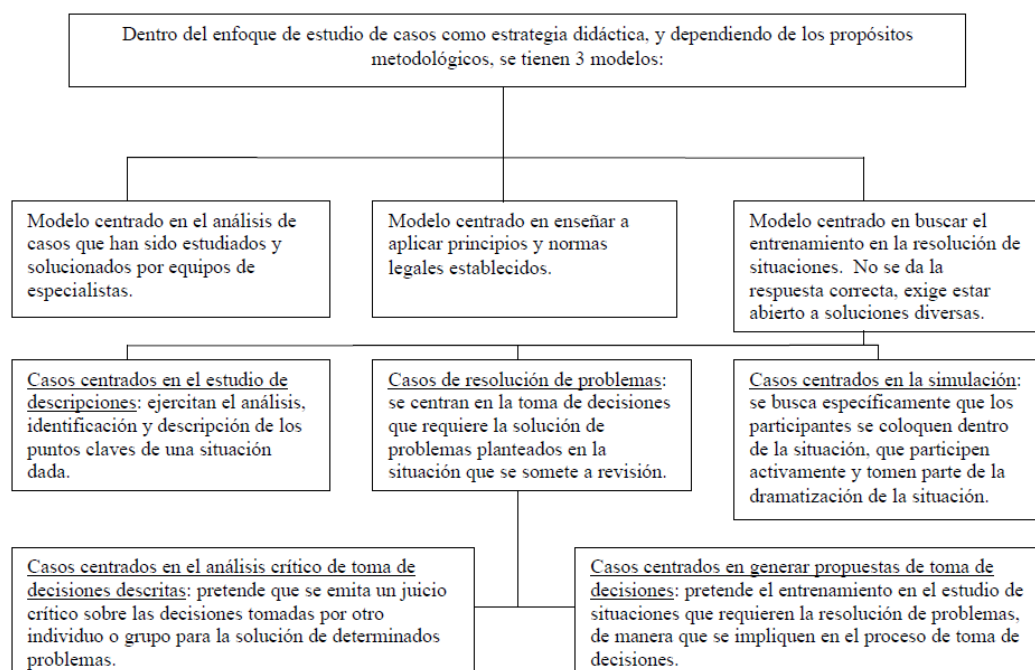 Dentro del enfoque de estudio de casos como estrategia didáctica, y dependiendo de los propósitos
metodológicos, se tienen 3 modelos:
Modelo centrado en el análisis de
casos que han sido estudiados y
solucionados por equipos de
especialistas.
Modelo centrado en enseñar a
aplicar principios y normas
legales establecidos.
Modelo centrado en buscar el
entrenamiento en la resolución de
situaciones. No se da la
respuesta correcta, exige estar
abierto a soluciones diversas.
Casos centrados en el estudio de
descripciones: ejercitan el análisis,
identificación y descripción de los
puntos claves de una situación
dada.
Casos de resolución de problemas:
se centran en la toma de decisiones
que requiere la solución de
problemas planteados en la
situación que se somete a revisión.
Casos centrados en la simulación:
se busca específicamente que los
participantes se coloquen dentro
de la situación, que participen
activamente y tomen parte de la
dramatización de la situación.
Casos centrados en el análisis crítico de toma de
decisiones descritas: pretende que se emita un juicio
crítico sobre las decisiones tomadas por otro
individuo o grupo para la solución de determinados
problemas.
Casos centrados en generar propuestas de toma de
decisiones: pretende el entrenamiento en el estudio de
situaciones que requieren la resolución de problemas,
de manera que se impliquen en el proceso de toma de
decisiones.